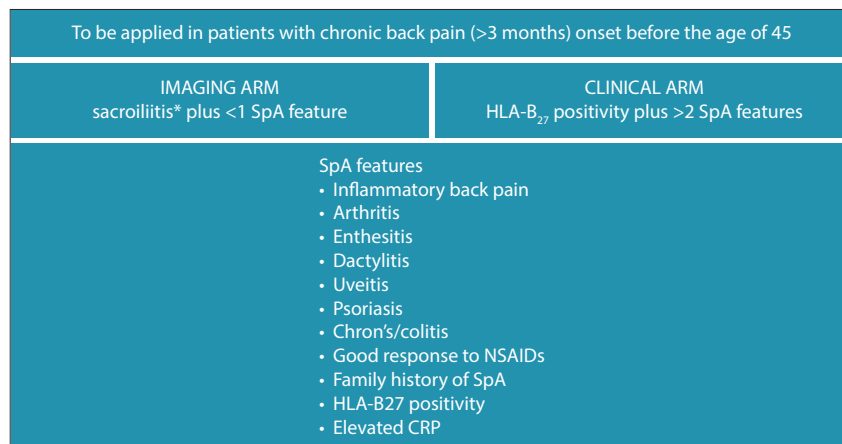 To be applied in patients with chronic back pain (>3 months) onset before the age of 45
IMAGING ARM
sacroiliitis* plus <1 SpA feature
CLINICAL ARM
HLA-B27 positivity plus >2 SpA features
SpA features
• Inflammatory back pain
• Arthritis
• Enthesitis
• Dactylitis
• Uveitis
• Psoriasis
• Chron's/colitis
• Good response to NSAIDs
• Family history of SpA
• HLA-B27 positivity
• Elevated CRP